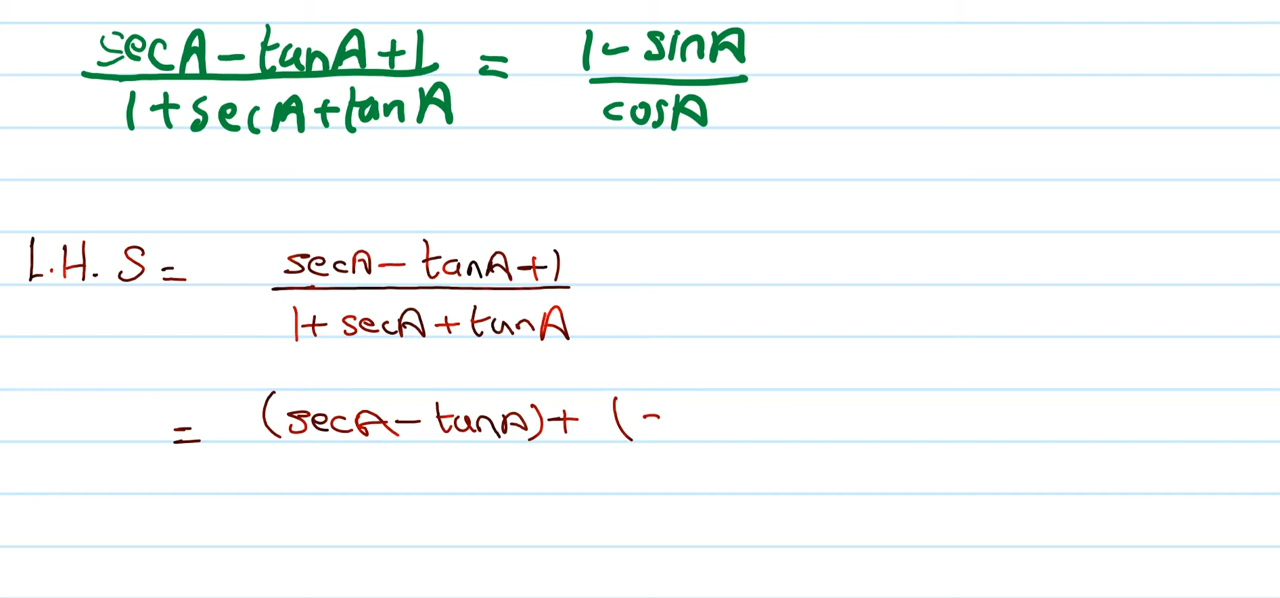 secA - tanA + 1 / 1 + secA + tanA = 1 - sinA / cosA
L.H.S = secA - tanA + 1 / 1 + secA + tanA
= (secA - tanA) + (